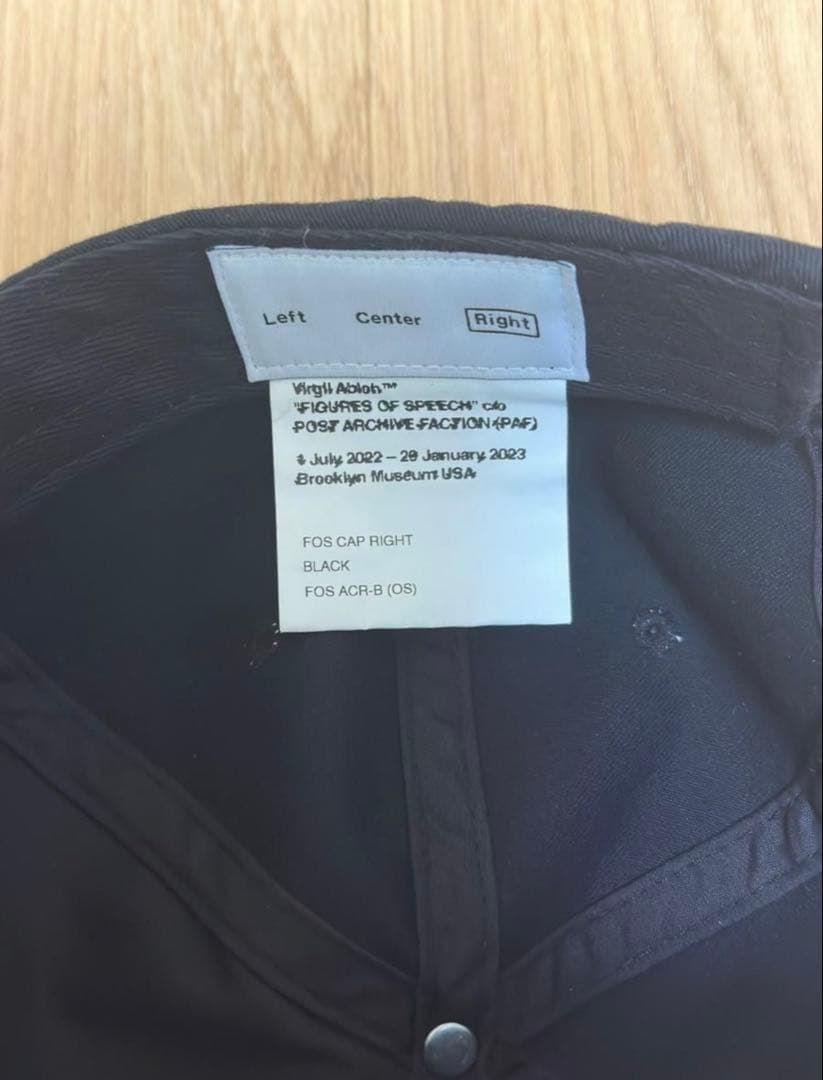 Left Center Right
Virgil Abloh™
"FIGURES OF SPEECH" c/o
POST ARCHIVE FACTION (PAF)
1 July 2022 – 29 January 2023
Brooklyn Museum USA
FOS CAP RIGHT
BLACK
FOS ACR-B (OS)